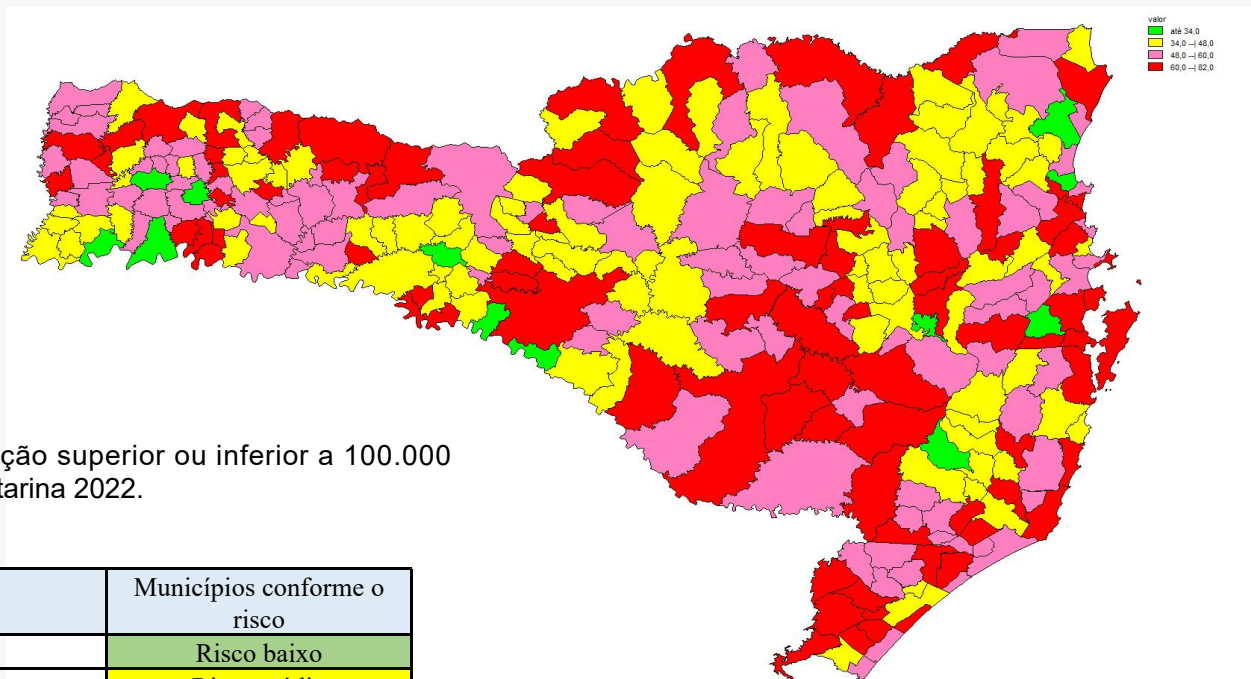 valor
até 34,0
34,0 --| 48,0
48,0 --| 60,0
60,0 --| 82,0
ção superior ou inferior a 100.000
tarina 2022.
Municípios conforme o
risco
Risco baixo